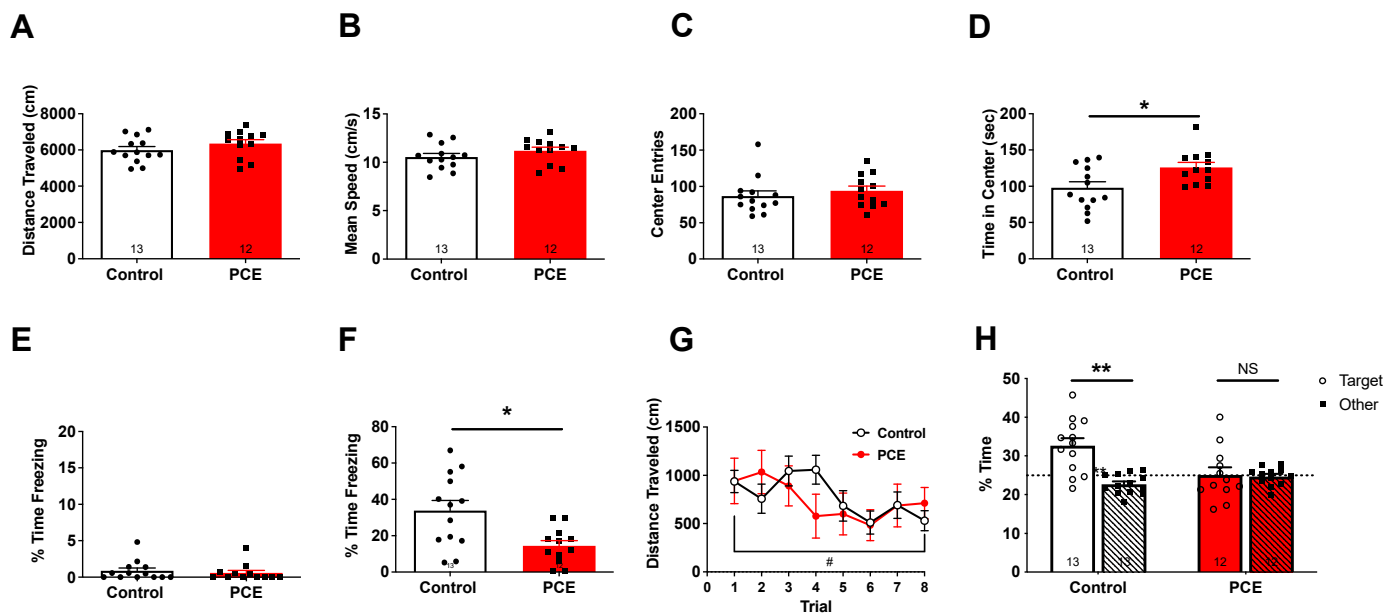 A
Distance Traveled (cm)
8000
6000
4000
2000
0
13
12
Control
PCE
B
Mean Speed (cm/s)
15
10
5
0
13
12
Control
PCE
C
Center Entries
200
150
100
50
0
13
12
Control
PCE
D
Time in Center (sec)
200
150
100
50
0
*
13
12
Control
PCE
E
% Time Freezing
20
15
10
5
0
Control
PCE
F
% Time Freezing
80
60
40
20
0
*
13
Control
PCE
G
Distance Traveled (cm)
1500
1000
500
0
Control
PCE
#
1 2 3 4 5 6 7 8
Trial
H
% Time
50
40
30
20
10
0
**
NS
**
Target
Other
13
13
12
12
Control
PCE